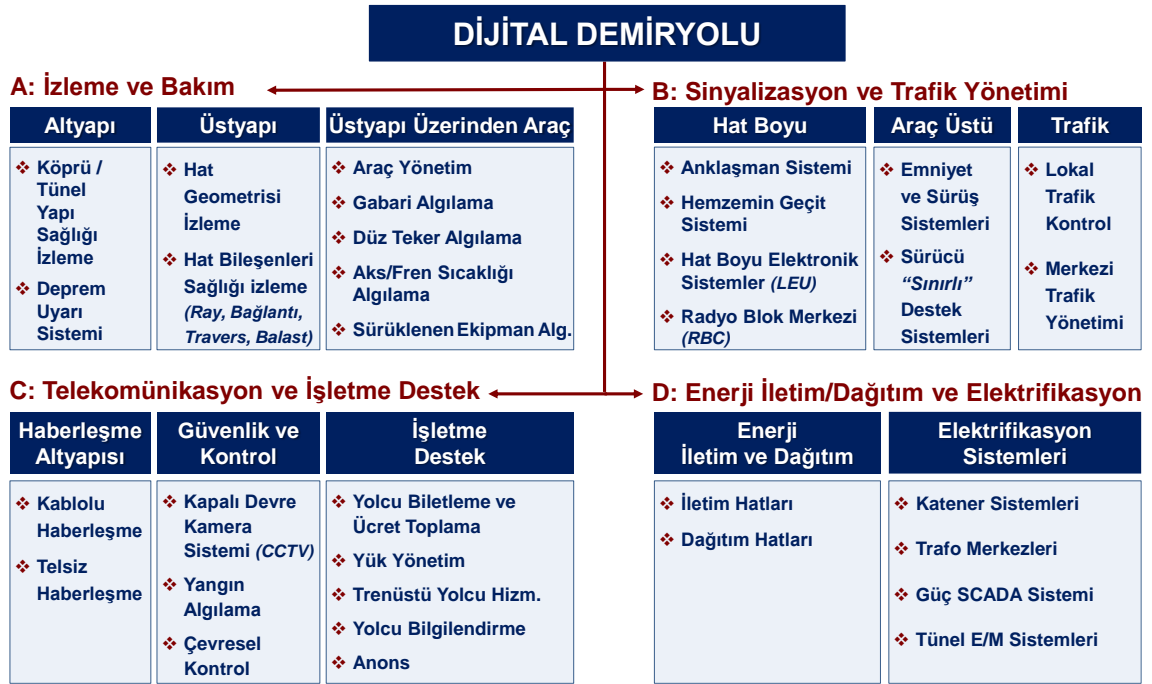 DİJİTAL DEMİRYOLU
A: İzleme ve Bakım
Altyapı
❖ Köprü /
Tünel
Yapı
Sağlığı
İzleme
❖ Deprem
Uyarı
Sistemi
Üstyapı
❖ Hat
Geometrisi
İzleme
❖ Hat Bileşenleri
Sağlığı izleme
(Ray, Bağlantı,
Travers, Balast)
Üstyapı Üzerinden Araç
❖ Araç Yönetim
❖ Gabari Algılama
❖ Düz Teker Algılama
❖ Aks/Fren Sıcaklığı
Algılama
❖ Sürüklenen Ekipman Alg.
B: Sinyalizasyon ve Trafik Yönetimi
Hat Boyu
❖ Anklaşman Sistemi
❖ Hemzemin Geçit
Sistemi
❖ Hat Boyu Elektronik
Sistemler (LEU)
❖ Radyo Blok Merkezi
(RBC)
Araç Üstü
❖ Emniyet
ve Sürüş
Sistemleri
❖ Sürücü
“Sınırlı”
Destek
Sistemleri
Trafik
❖ Lokal
Trafik
Kontrol
❖ Merkezi
Trafik
Yönetimi
C: Telekomünikasyon ve İşletme Destek
Haberleşme
Altyapısı
❖ Kablolu
Haberleşme
❖ Telsiz
Haberleşme
Güvenlik ve
Kontrol
❖ Kapalı Devre
Kamera
Sistemi (CCTV)
❖ Yangın
Algılama
❖ Çevresel
Kontrol
İşletme
Destek
❖ Yolcu Biletleme ve
Ücret Toplama
❖ Yük Yönetim
❖ Trenüstü Yolcu Hizm.
❖ Yolcu Bilgilendirme
❖ Anons
D: Enerji İletim/Dağıtım ve Elektrifikasyon
Enerji
İletim ve Dağıtım
❖ İletim Hatları
❖ Dağıtım Hatları
Elektrifikasyon
Sistemleri
❖ Katener Sistemleri
❖ Trafo Merkezleri
❖ Güç SCADA Sistemi
❖ Tünel E/M Sistemleri